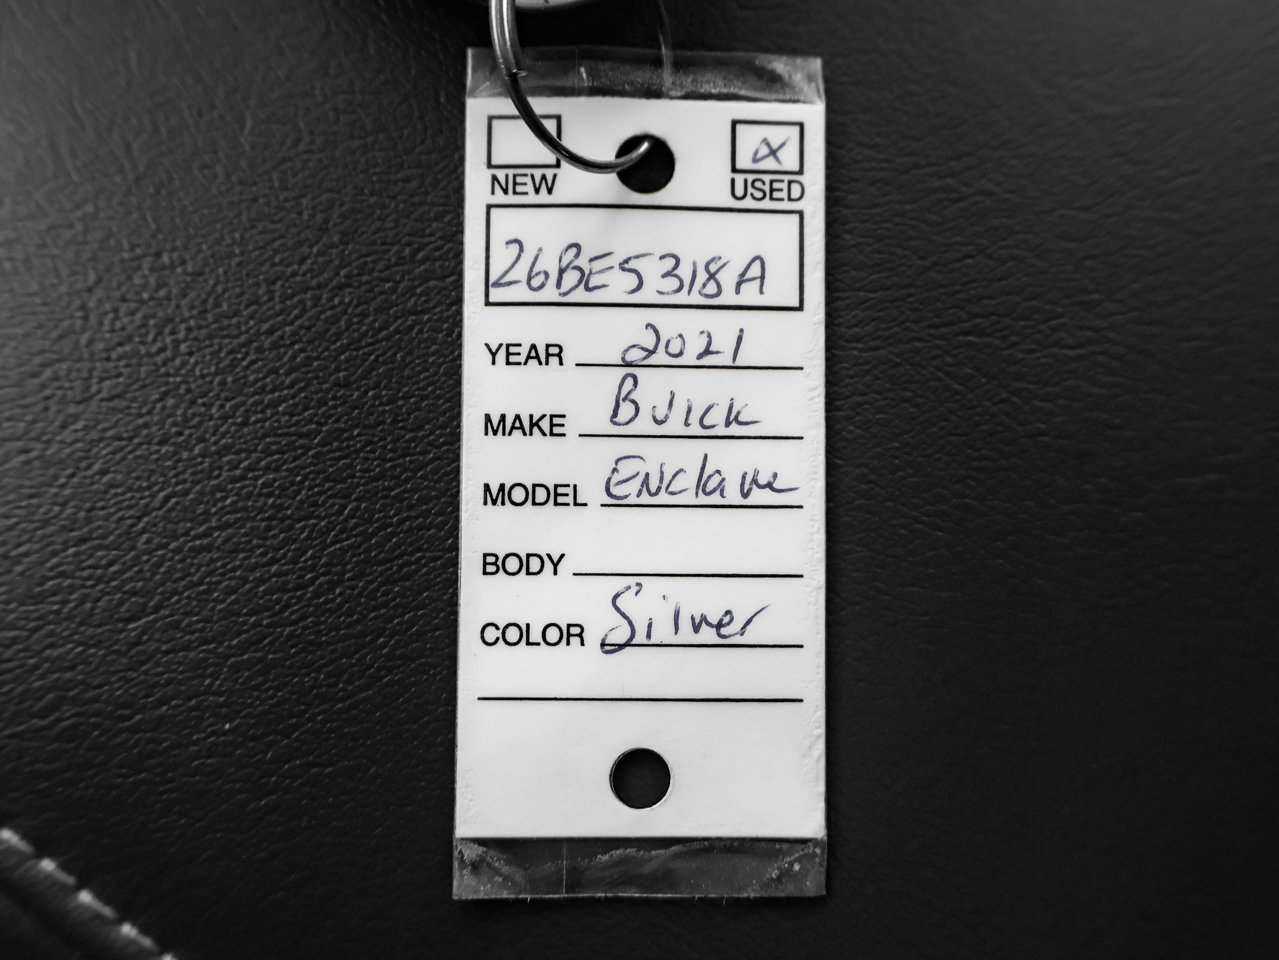 NEW USED
26BE5318A
YEAR 2021
MAKE Buick
MODEL Enclave
BODY
COLOR Silver